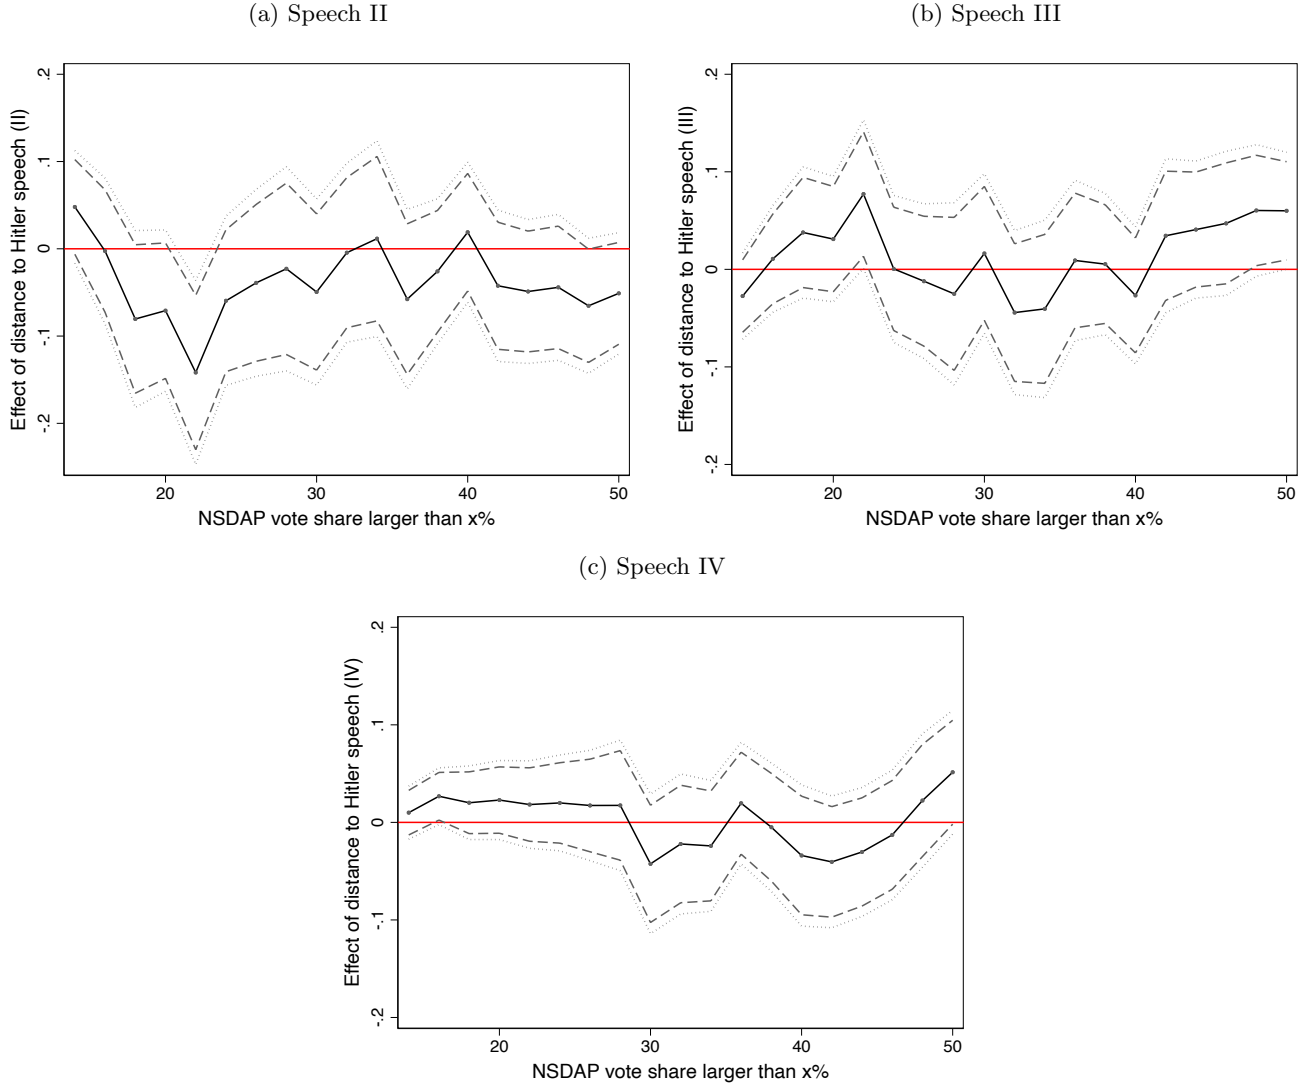 (a) Speech II
Effect of distance to Hitler speech (II)
.2
.1
0
-.1
-.2
20 30 40 50
NSDAP vote share larger than x%
(b) Speech III
Effect of distance to Hitler speech (III)
.2
.1
0
-.1
-.2
20 30 40 50
NSDAP vote share larger than x%
(c) Speech IV
Effect of distance to Hitler speech (IV)
.2
.1
0
-.1
-.2
20 30 40 50
NSDAP vote share larger than x%